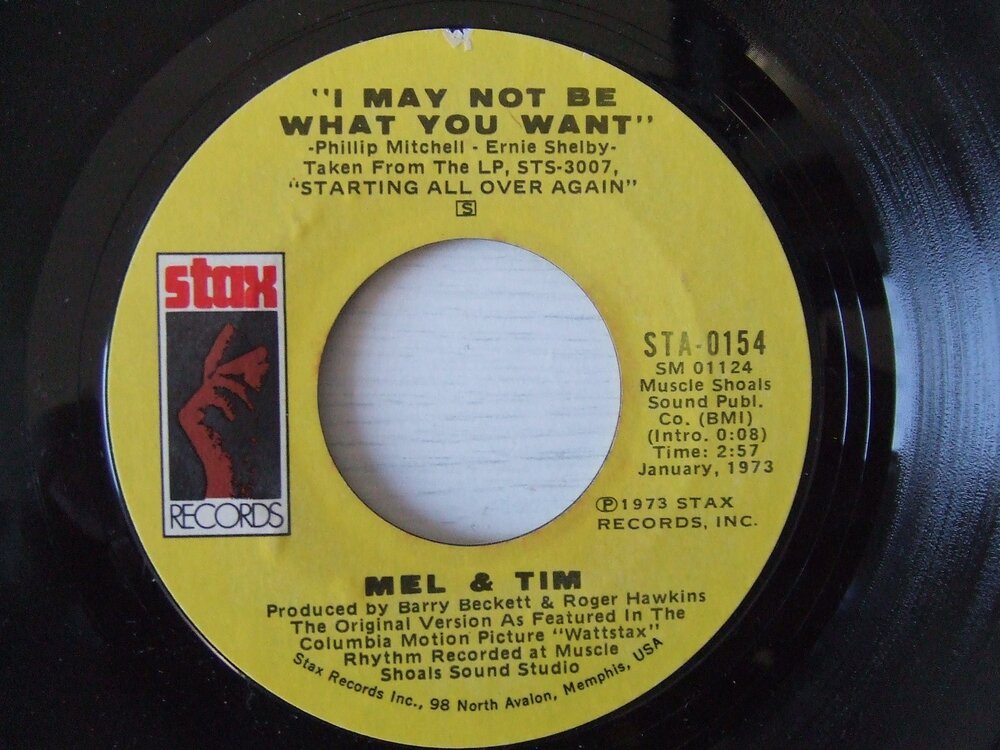 "I MAY NOT BE
WHAT YOU WANT"
-Phillip Mitchell - Ernie Shelby-
Taken From The LP, STS-3007,
"STARTING ALL OVER AGAIN"
S
stax
RECORDS
STA-0154
SM 01124
Muscle Shoals
Sound Publ.
Co. (BMI)
(Intro. 0:08)
Time: 2:57
January, 1973
Ⓟ1973 STAX
RECORDS, INC.
MEL & TIM
Produced by Barry Beckett & Roger Hawkins
The Original Version As Featured In The
Columbia Motion Picture "Wattstax"
Rhythm Recorded at Muscle
Shoals Sound Studio
Stax Records Inc., 98 North Avalon, Memphis, USA